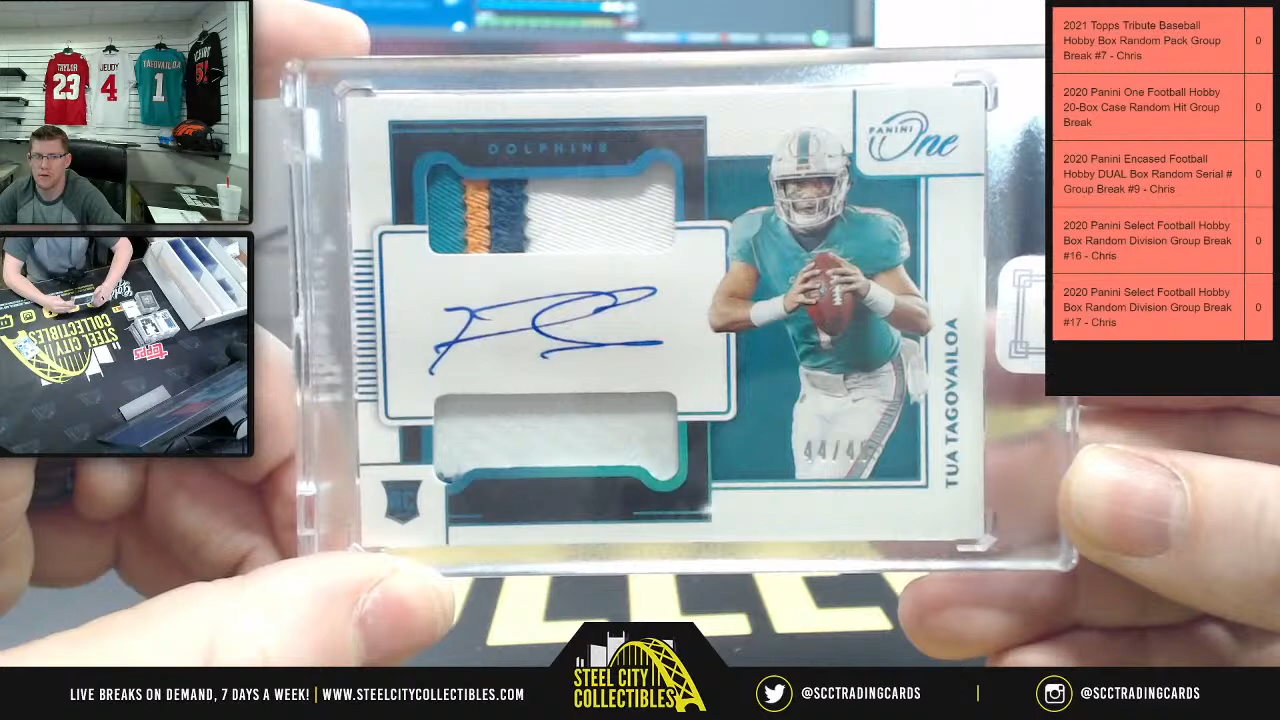 TAYLOR
23
JEUDY
4
TAGOVAILOA
1
51
STEEL CITY
COLLECTIBLES
Topps
DOLPHINS
PANINI
One
44/4
TUA TAGOVAILOA
RC
2021 Topps Tribute Baseball
Hobby Box Random Pack Group
Break #7 - Chris
0
2020 Panini One Football Hobby
20-Box Case Random Hit Group
Break
0
2020 Panini Encased Football
Hobby DUAL Box Random Serial #
Group Break #9 - Chris
0
2020 Panini Select Football Hobby
Box Random Division Group Break
#16 - Chris
0
2020 Panini Select Football Hobby
Box Random Division Group Break
#17 - Chris
0
LIVE BREAKS ON DEMAND, 7 DAYS A WEEK! | WWW.STEELCITYCOLLECTIBLES.COM
STEEL CITY
COLLECTIBLES
@SCCTRADINGCARDS
@SCCTRADINGCARDS